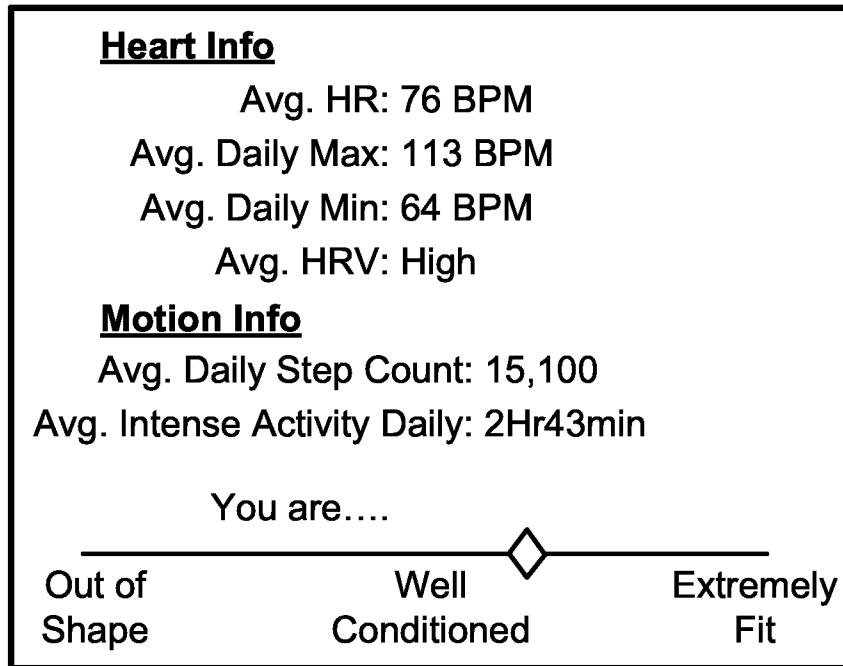 Heart Info
Avg. HR: 76 BPM
Avg. Daily Max: 113 BPM
Avg. Daily Min: 64 BPM
Avg. HRV: High
Motion Info
Avg. Daily Step Count: 15,100
Avg. Intense Activity Daily: 2Hr43min
You are....
Out of Well Extremely
Shape Conditioned Fit